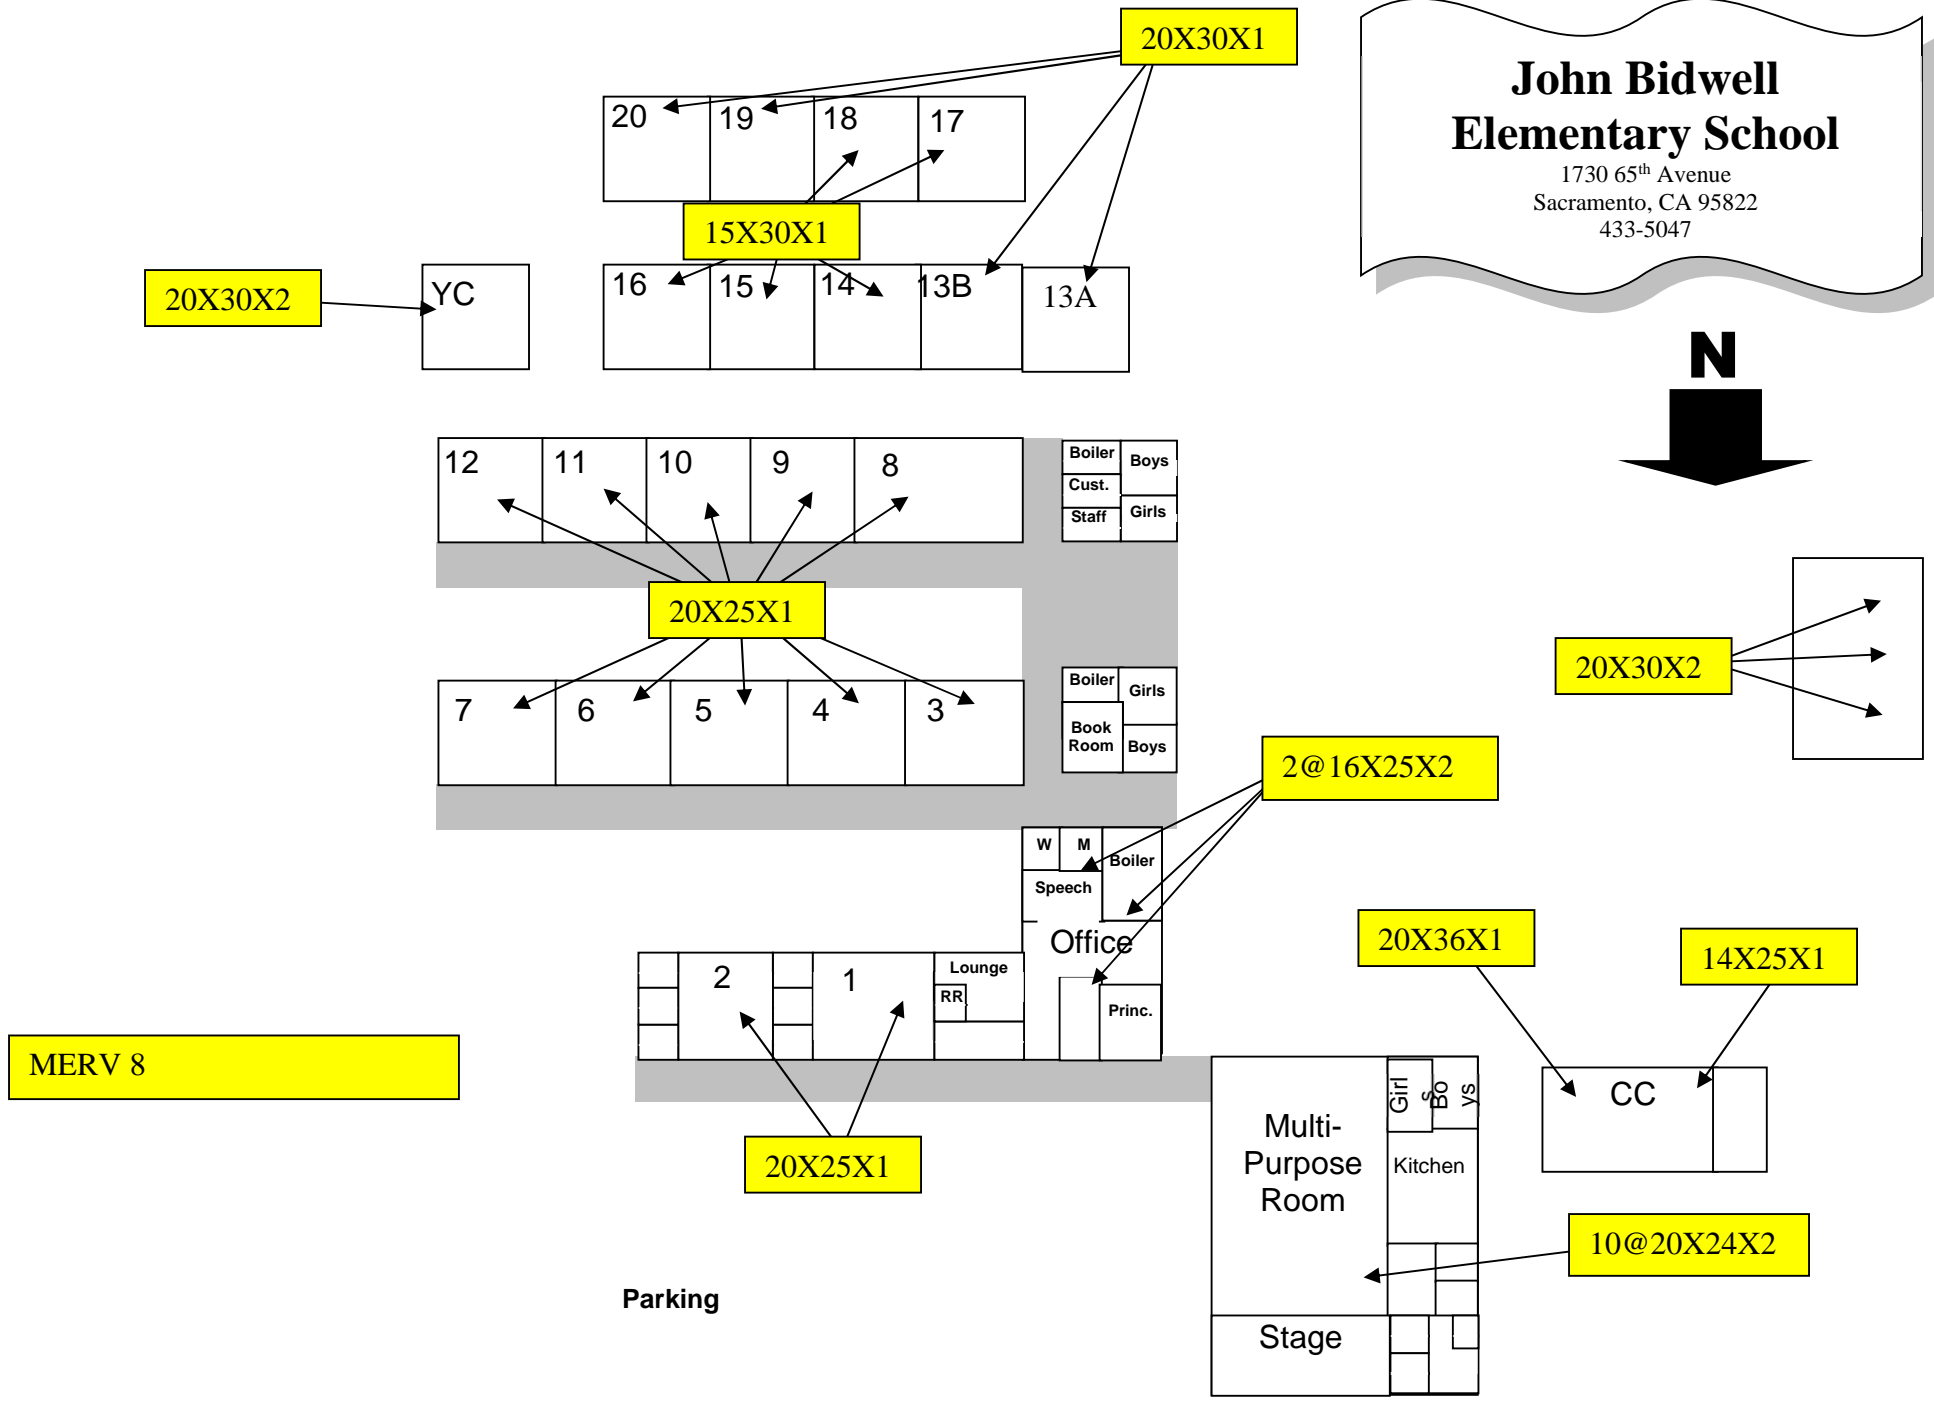 20X30X1
John Bidwell
Elementary School
1730 65th Avenue
Sacramento, CA 95822
433-5047
20
19
18
17
15X30X1
20X30X2
YC
16
15
14
13B
13A
N
12
11
10
9
8
Boiler
Boys
Cust.
Staff
Girls
20X25X1
20X30X2
7
6
5
4
3
Boiler
Girls
Book
Room
Boys
2@16X25X2
W
M
Boiler
Speech
Office
20X36X1
14X25X1
2
1
Lounge
RR
Princ.
MERV 8
Girl
s
Bo
ys
CC
Multi-
Purpose
Room
Kitchen
20X25X1
10@20X24X2
Parking
Stage